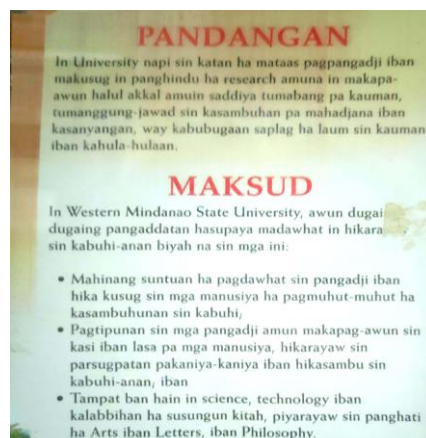 PANDANGAN
In University napi sin katan ha mataas pagpangadji iban
makusug in panghindu ha research amuna in makapa-
awun halul akkal amuin saddiya tumabang pa kauman,
tumanggung-jawad sin kasambuhan pa mahadjana iban
kasanyangan, way kabubugaan saplag ha laum sin kauman
iban kahula-hulaan.
MAKSUD
In Western Mindanao State University, awun dugai
dugaing pangaddatan hasupaya madawhat in hikara
sin kabuhi-anan biyah na sin mga ini:
• Mahinang suntuan ha pagdawhat sin pangadji iban
hika kusug sin mga manusiya ha pagmuhut-muhut ha
kasambuhunan sin kabuhi;
• Pagtipunan sin mga pangadji amun makapag-awun sin
kasi iban lasa pa mga manusiya, hikarayaw sin
parsugpatan pakaniya-kaniya iban hikasambu sin
kabuhi-anan; iban
• Tampat ban hain in science, technology iban
kalabbihan ha susungun kitah, piyarayaw sin panghati
ha Arts iban Letters, iban Philosophy.